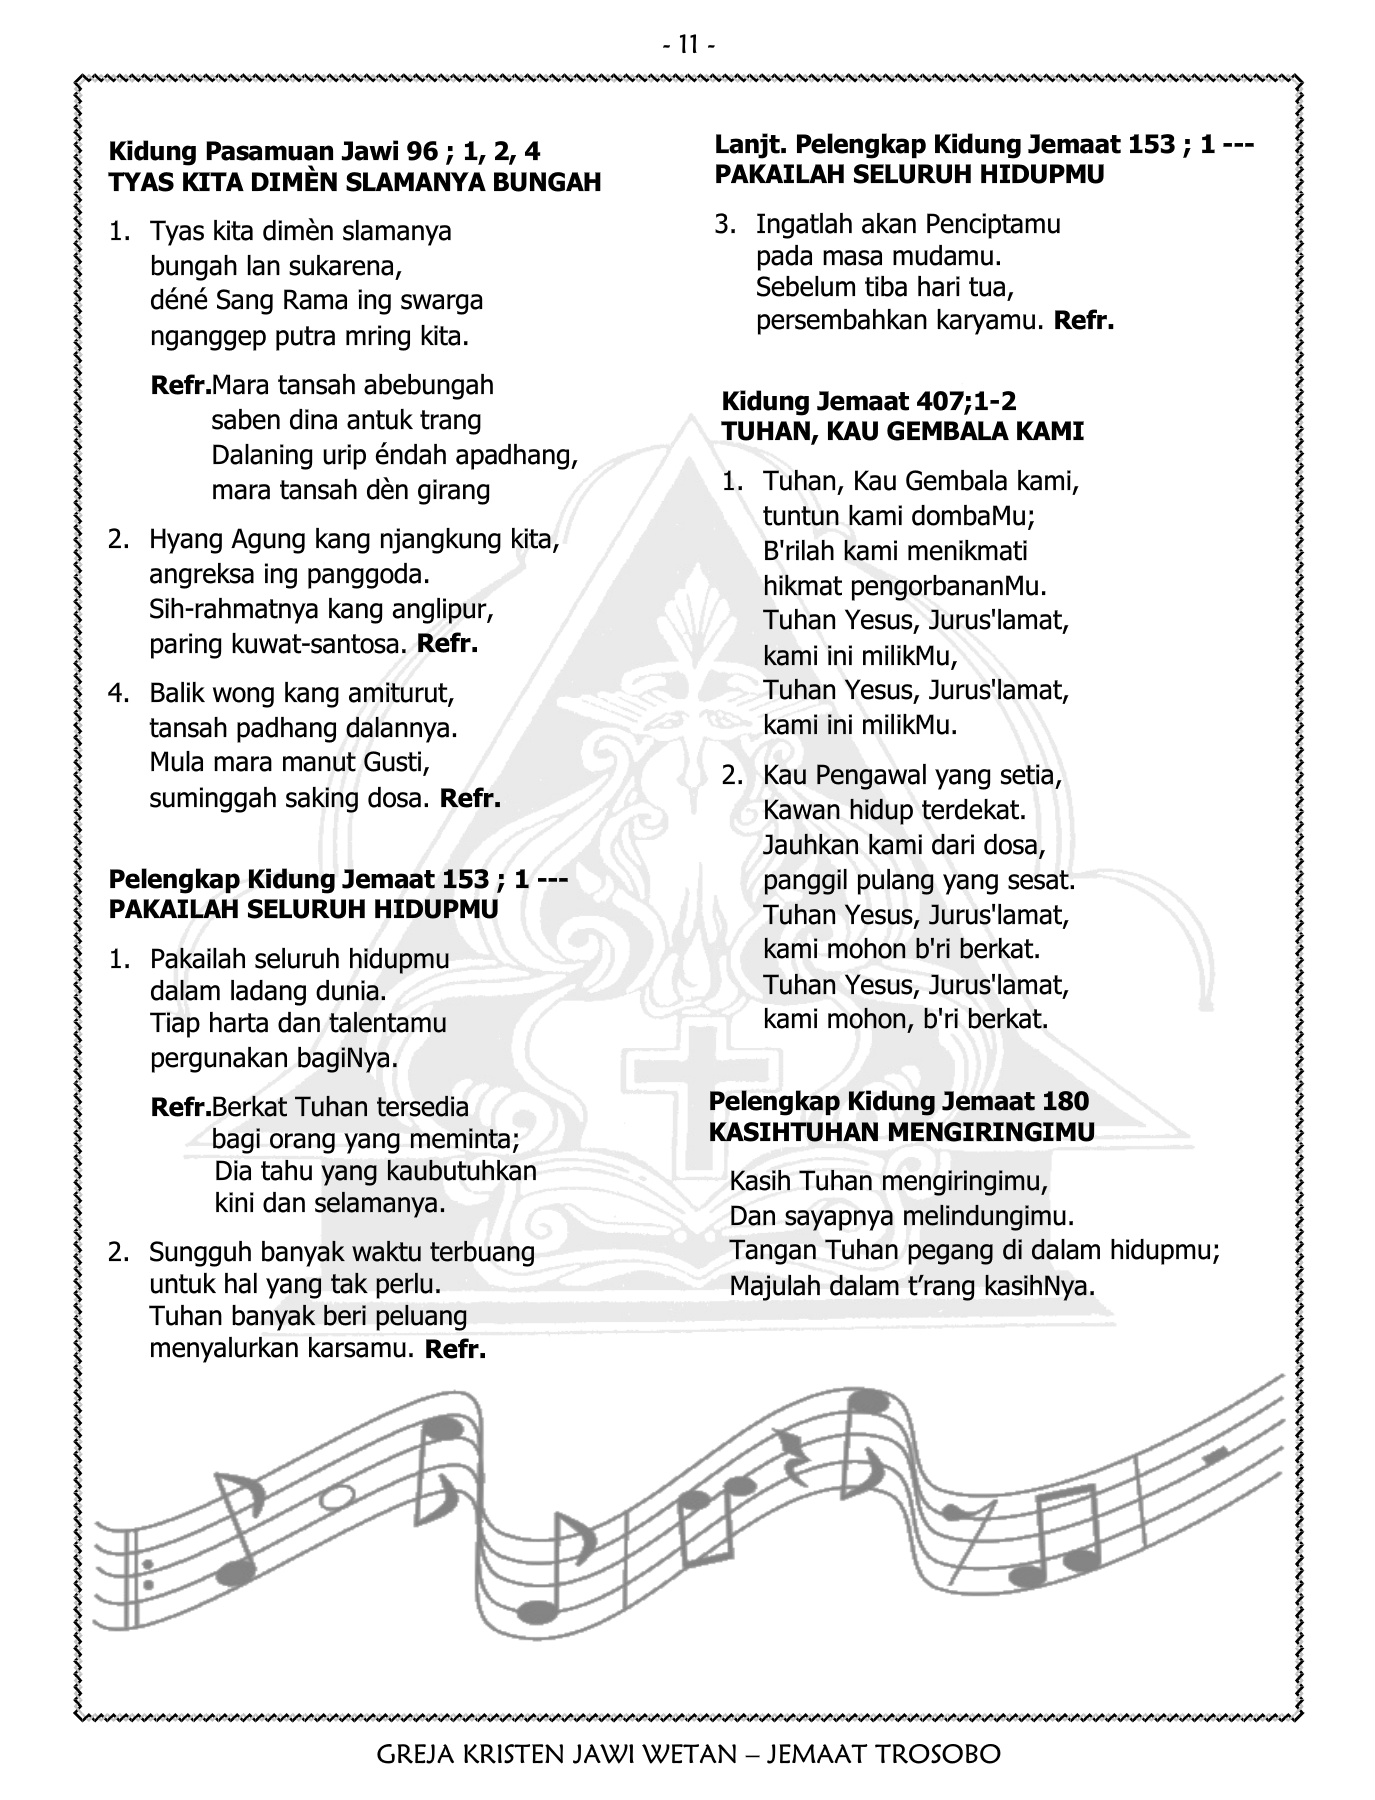 - 11 -
Kidung Pasamuan Jawi 96 ; 1, 2, 4
TYAS KITA DIMÈN SLAMANYA BUNGAH
1. Tyas kita dimèn slamanya
bungah lan sukarena,
déné Sang Rama ing swarga
nganggep putra mring kita.
Refr.Mara tansah abebungah
saben dina antuk trang
Dalaning urip éndah apadhang,
mara tansah dèn girang
2. Hyang Agung kang njangkung kita,
angreksa ing panggoda.
Sih-rahmatnya kang anglipur,
paring kuwat-santosa. Refr.
4. Balik wong kang amiturut,
tansah padhang dalannya.
Mula mara manut Gusti,
suminggah saking dosa. Refr.
Pelengkap Kidung Jemaat 153 ; 1 ---
PAKAILAH SELURUH HIDUPMU
1. Pakailah seluruh hidupmu
dalam ladang dunia.
Tiap harta dan talentamu
pergunakan bagiNya.
Refr.Berkat Tuhan tersedia
bagi orang yang meminta;
Dia tahu yang kaubutuhkan
kini dan selamanya.
2. Sungguh banyak waktu terbuang
untuk hal yang tak perlu.
Tuhan banyak beri peluang
menyalurkan karsamu. Refr.
Lanjt. Pelengkap Kidung Jemaat 153 ; 1 ---
PAKAILAH SELURUH HIDUPMU
3. Ingatlah akan Penciptamu
pada masa mudamu.
Sebelum tiba hari tua,
persembahkan karyamu. Refr.
Kidung Jemaat 407;1-2
TUHAN, KAU GEMBALA KAMI
1. Tuhan, Kau Gembala kami,
tuntun kami dombaMu;
B'rilah kami menikmati
hikmat pengorbananMu.
Tuhan Yesus, Jurus'lamat,
kami ini milikMu,
Tuhan Yesus, Jurus'lamat,
kami ini milikMu.
2. Kau Pengawal yang setia,
Kawan hidup terdekat.
Jauhkan kami dari dosa,
panggil pulang yang sesat.
Tuhan Yesus, Jurus'lamat,
kami mohon b'ri berkat.
Tuhan Yesus, Jurus'lamat,
kami mohon, b'ri berkat.
Pelengkap Kidung Jemaat 180
KASIHTUHAN MENGIRINGIMU
Kasih Tuhan mengiringimu,
Dan sayapnya melindungimu.
Tangan Tuhan pegang di dalam hidupmu;
Majulah dalam t’rang kasihNya.
GREJA KRISTEN JAWI WETAN – JEMAAT TROSOBO